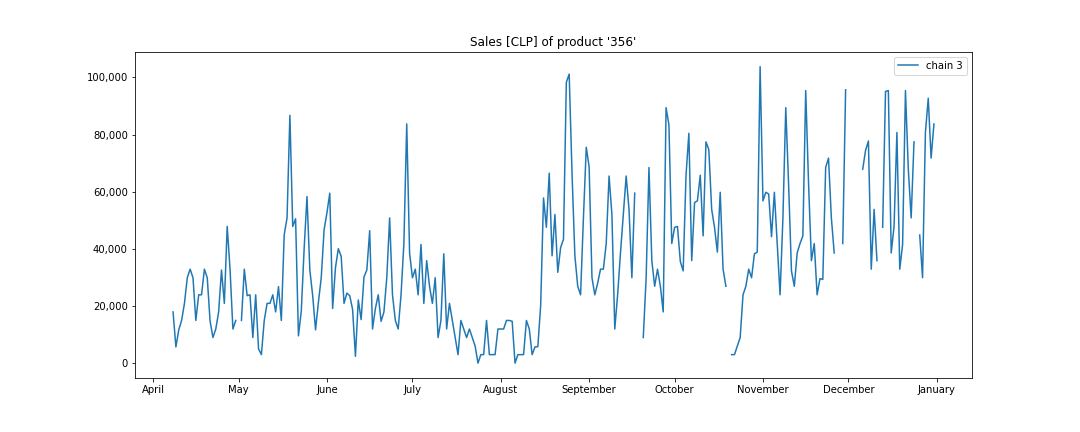 Sales [CLP] of product '356'
chain 3
100,000
80,000
60,000
40,000
20,000
0
April May June July August September October November December January